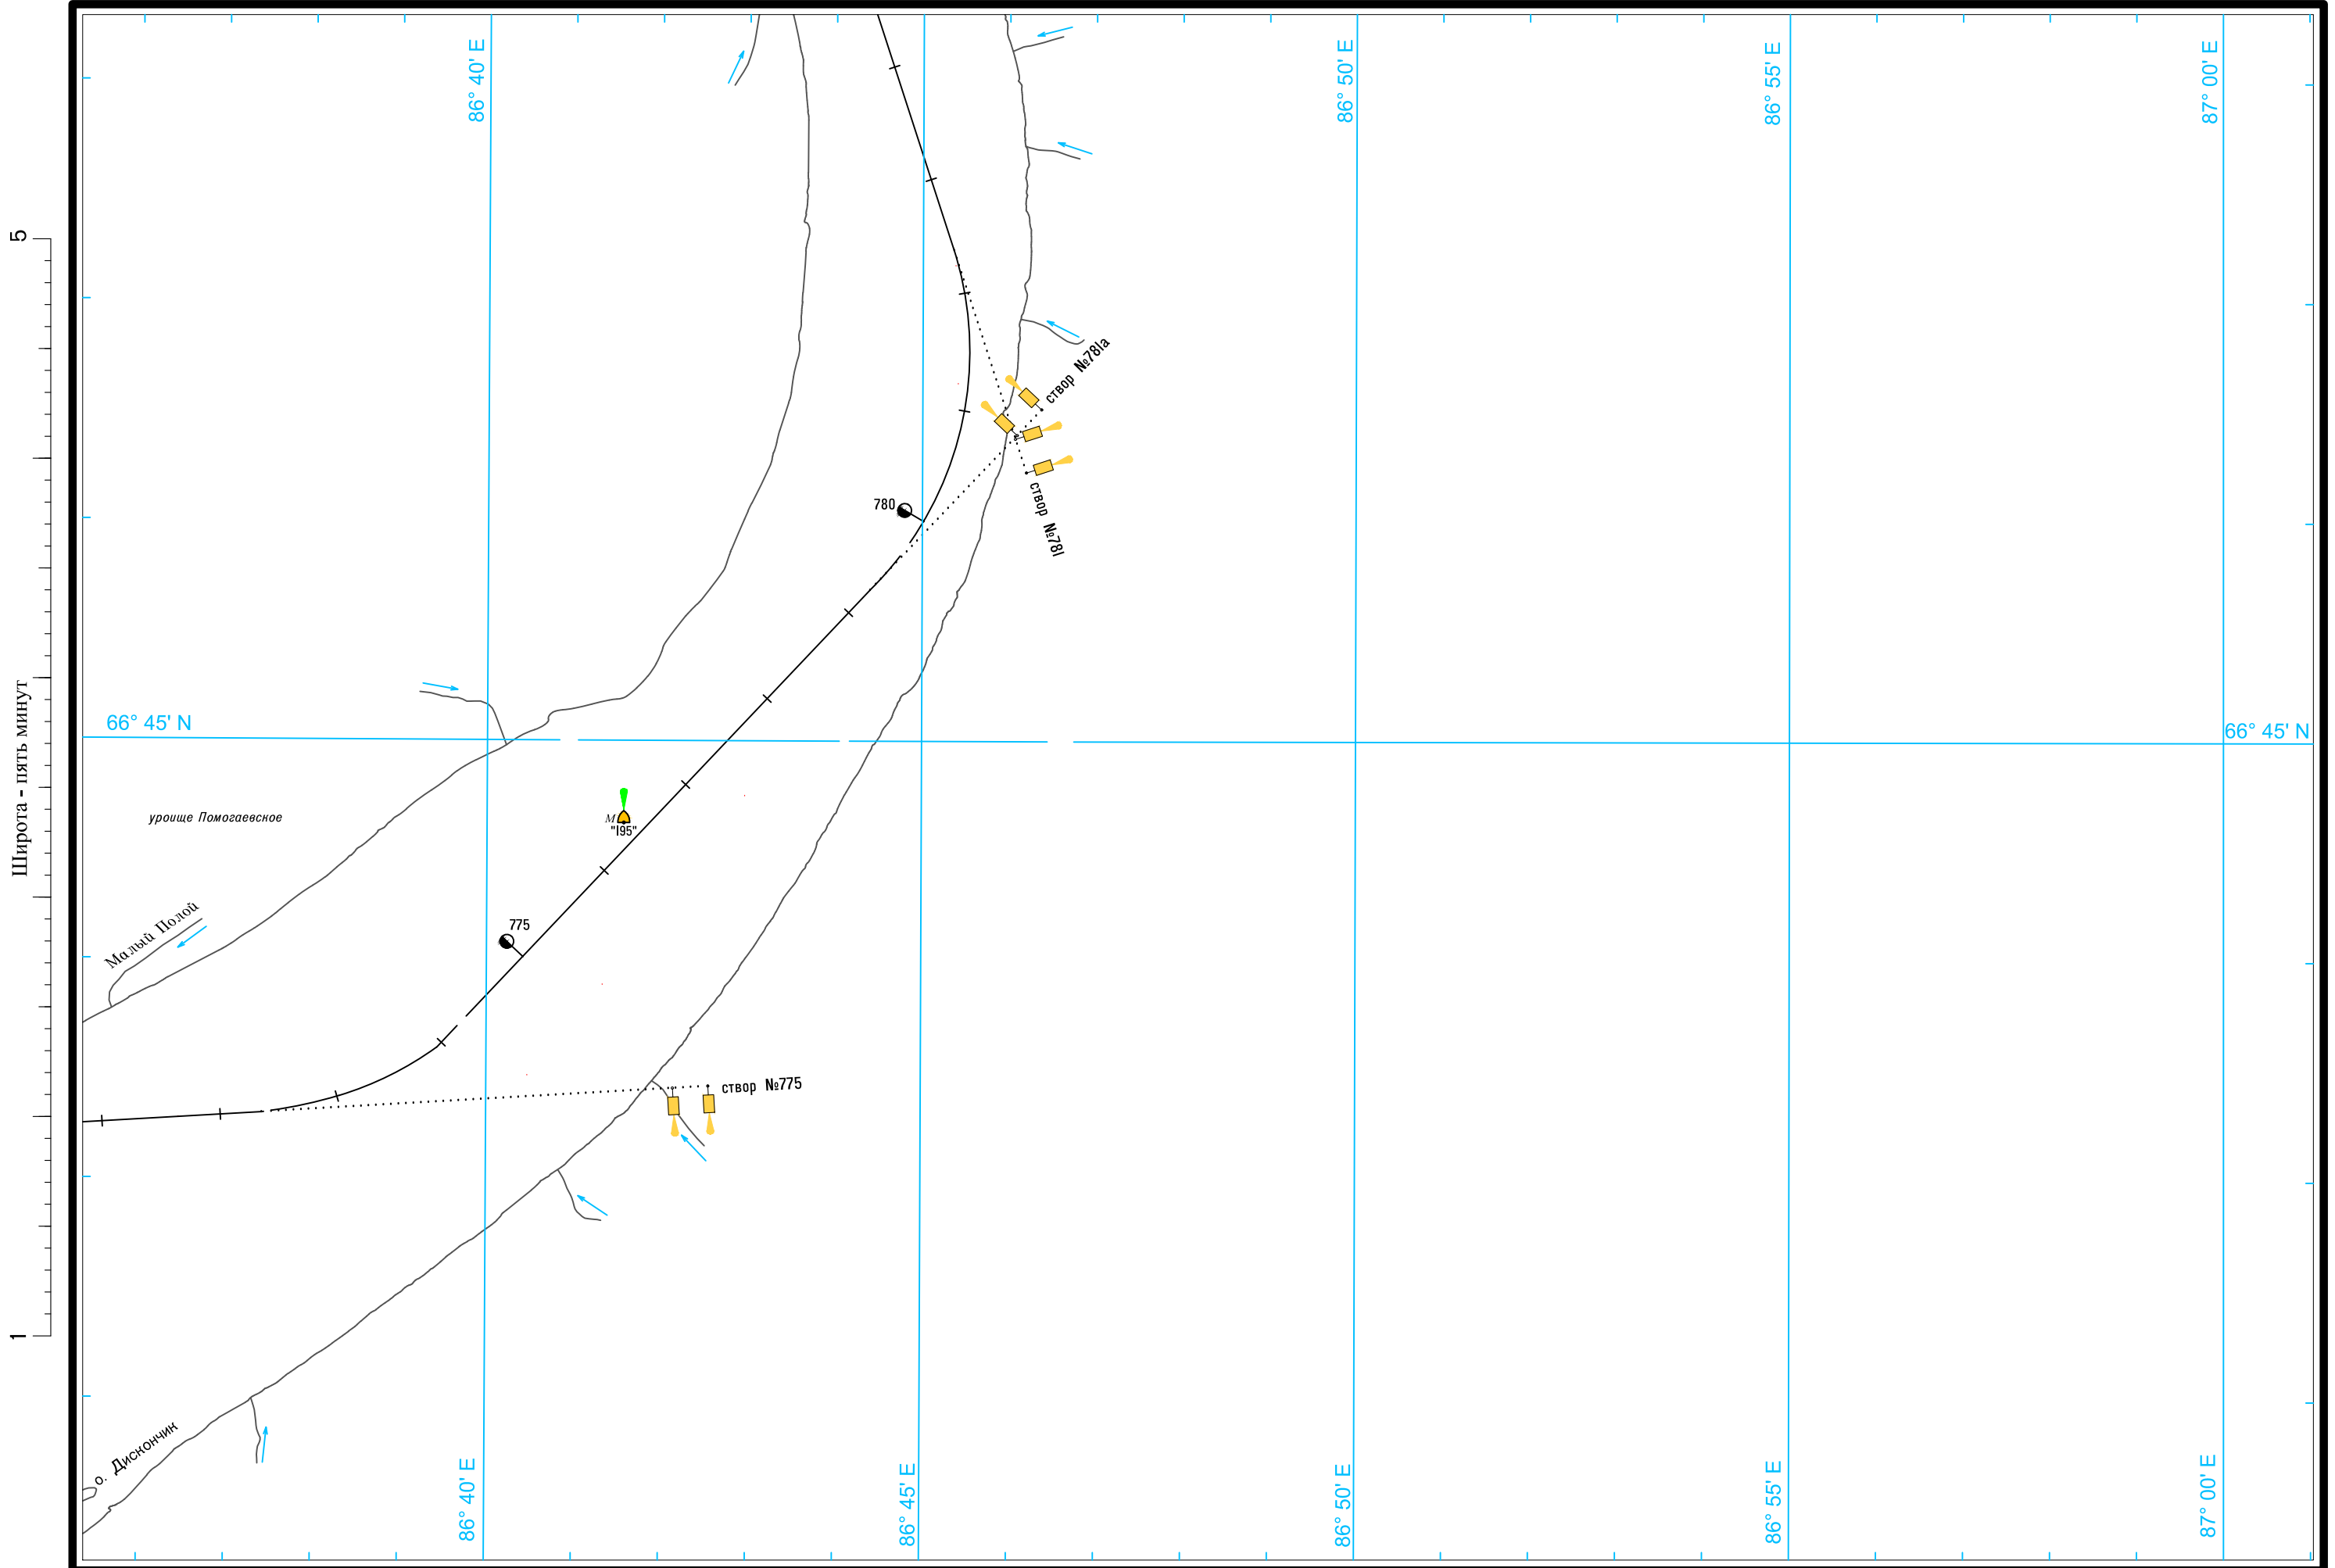 86° 40' E
86° 50' E
86° 55' E
87° 00' E
5
створ №781а
780
створ №781
Широта - пять минут
66° 45' N
66° 45' N
урочище Помогаевское
М
"195"
Малый Полой
775
створ №775
1
о. Дискончик
86° 40' E
86° 45' E
86° 50' E
86° 55' E
87° 00' E